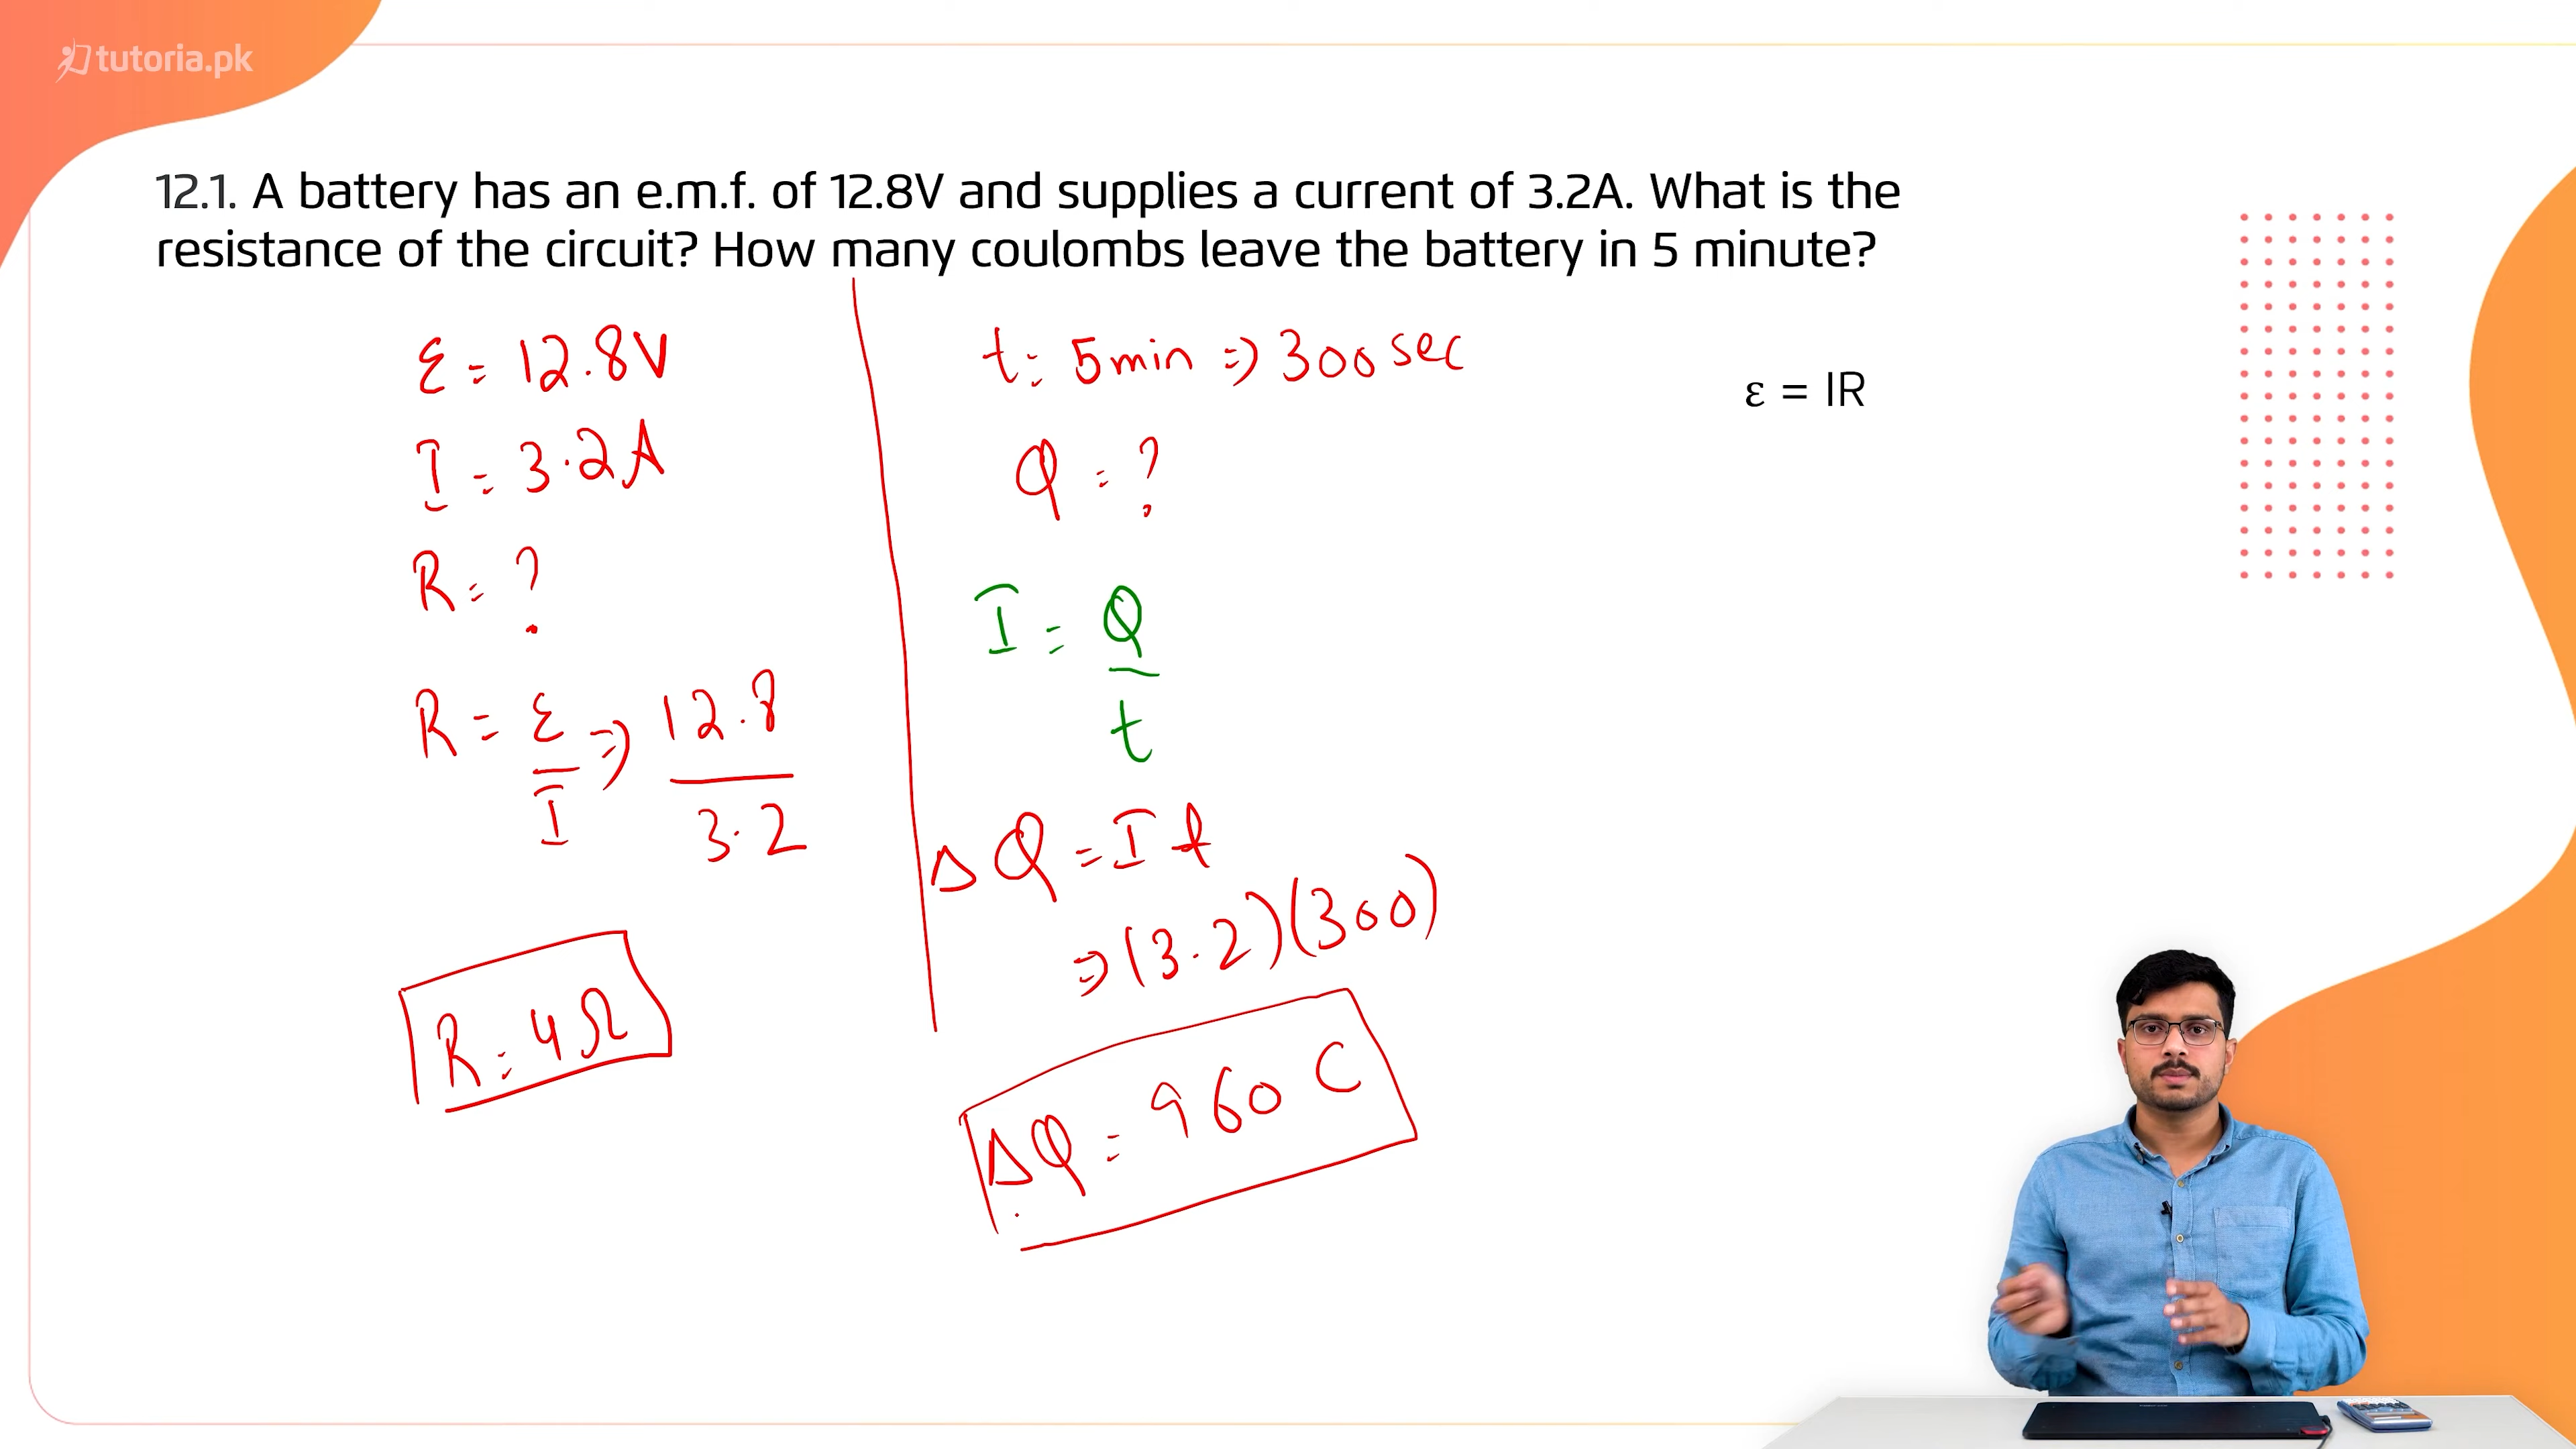 tutoria.pk
12.1. A battery has an e.m.f. of 12.8V and supplies a current of 3.2A. What is the
resistance of the circuit? How many coulombs leave the battery in 5 minute?
ε = 12.8V
I = 3.2A
R = ?
R = ε/I => 12.8/3.2
R = 4Ω
t = 5min => 300 sec
Q = ?
I = Q/t
ΔQ = It
=> (3.2)(300)
ΔQ = 960 C
ε = IR